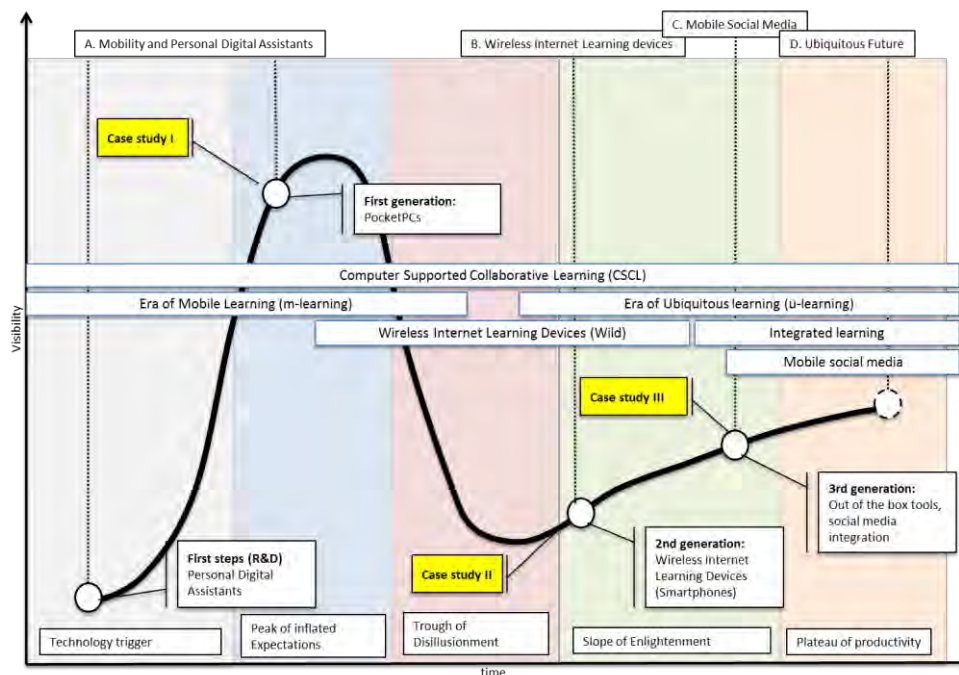 C. Mobile Social Media
A. Mobility and Personal Digital Assistants
B. Wireless Internet Learning devices
D. Ubiquitous Future
Case study I
First generation:
PocketPCs
Computer Supported Collaborative Learning (CSCL)
Era of Mobile Learning (m-learning)
Era of Ubiquitous learning (u-learning)
Wireless Internet Learning Devices (Wild)
Integrated learning
Mobile social media
Visibility
Case study III
3rd generation:
Out of the box tools,
social media
integration
First steps (R&D)
Personal Digital
Assistants
Case study II
2nd generation:
Wireless Internet
Learning Devices
(Smartphones)
Technology trigger
Peak of inflated
Expectations
Trough of
Disillusionment
Slope of Enlightenment
Plateau of productivity
time